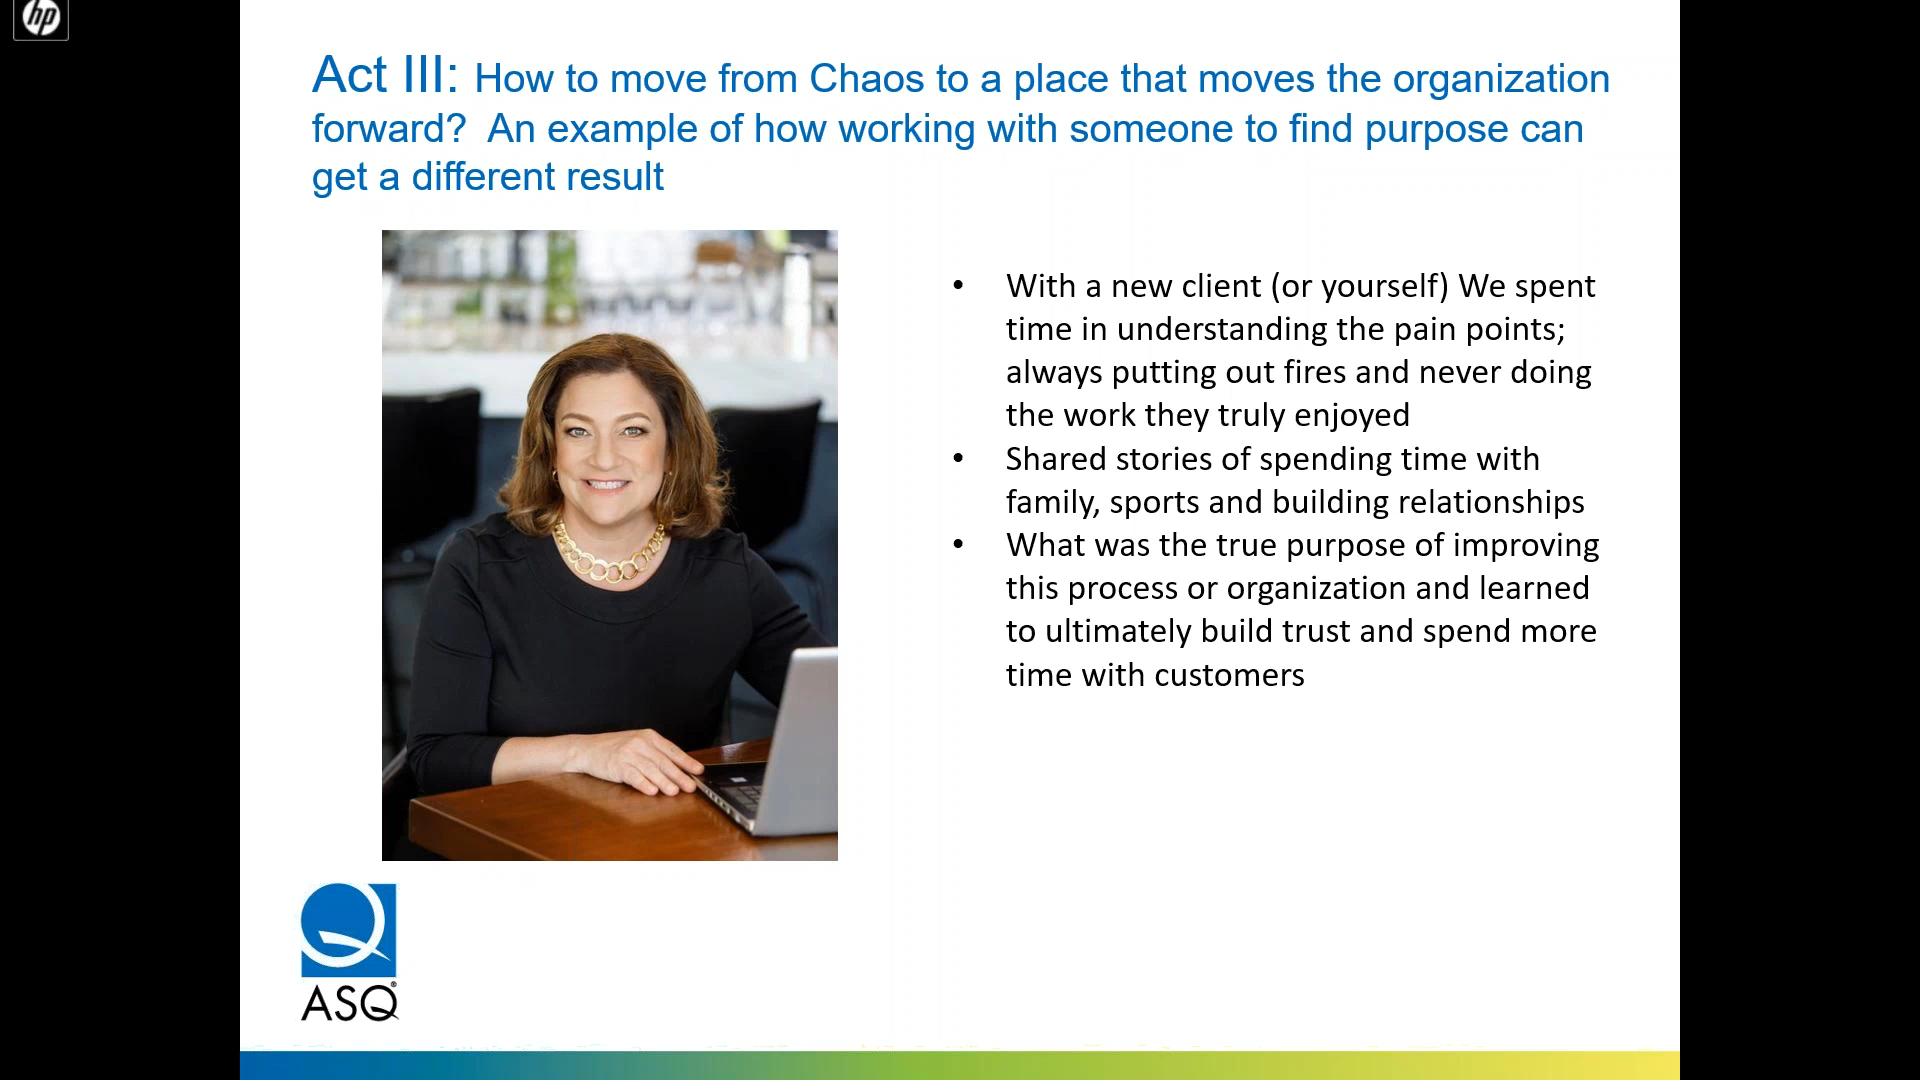 hp
Act III: How to move from Chaos to a place that moves the organization
forward?  An example of how working with someone to find purpose can
get a different result
• With a new client (or yourself) We spent
time in understanding the pain points;
always putting out fires and never doing
the work they truly enjoyed
• Shared stories of spending time with
family, sports and building relationships
• What was the true purpose of improving
this process or organization and learned
to ultimately build trust and spend more
time with customers
ASQ®